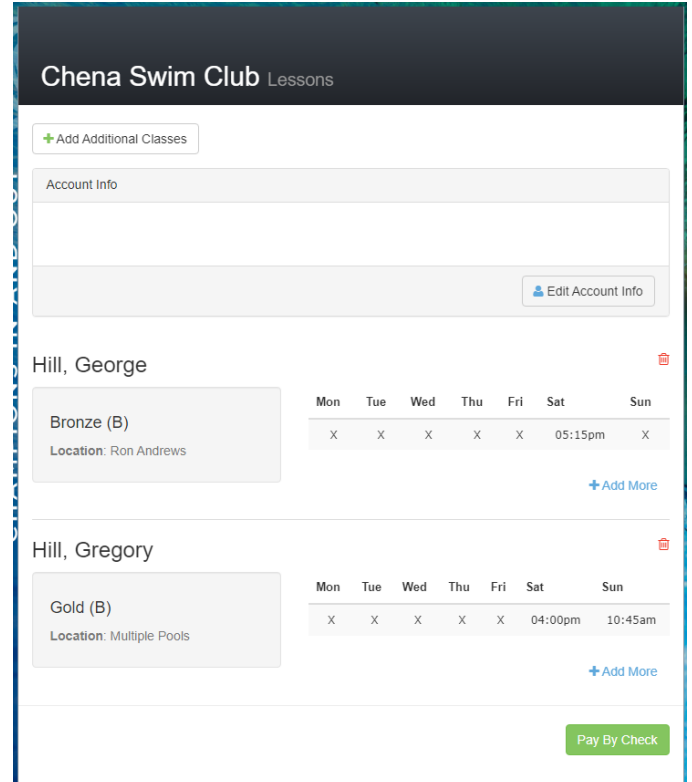 Chena Swim Club Lessons
+ Add Additional Classes
Account Info
Edit Account Info
Hill, George
Bronze (B)
Location: Ron Andrews
Mon Tue Wed Thu Fri Sat Sun
X X X X X 05:15pm X
+ Add More
Hill, Gregory
Gold (B)
Location: Multiple Pools
Mon Tue Wed Thu Fri Sat Sun
X X X X X 04:00pm 10:45am
+ Add More
Pay By Check